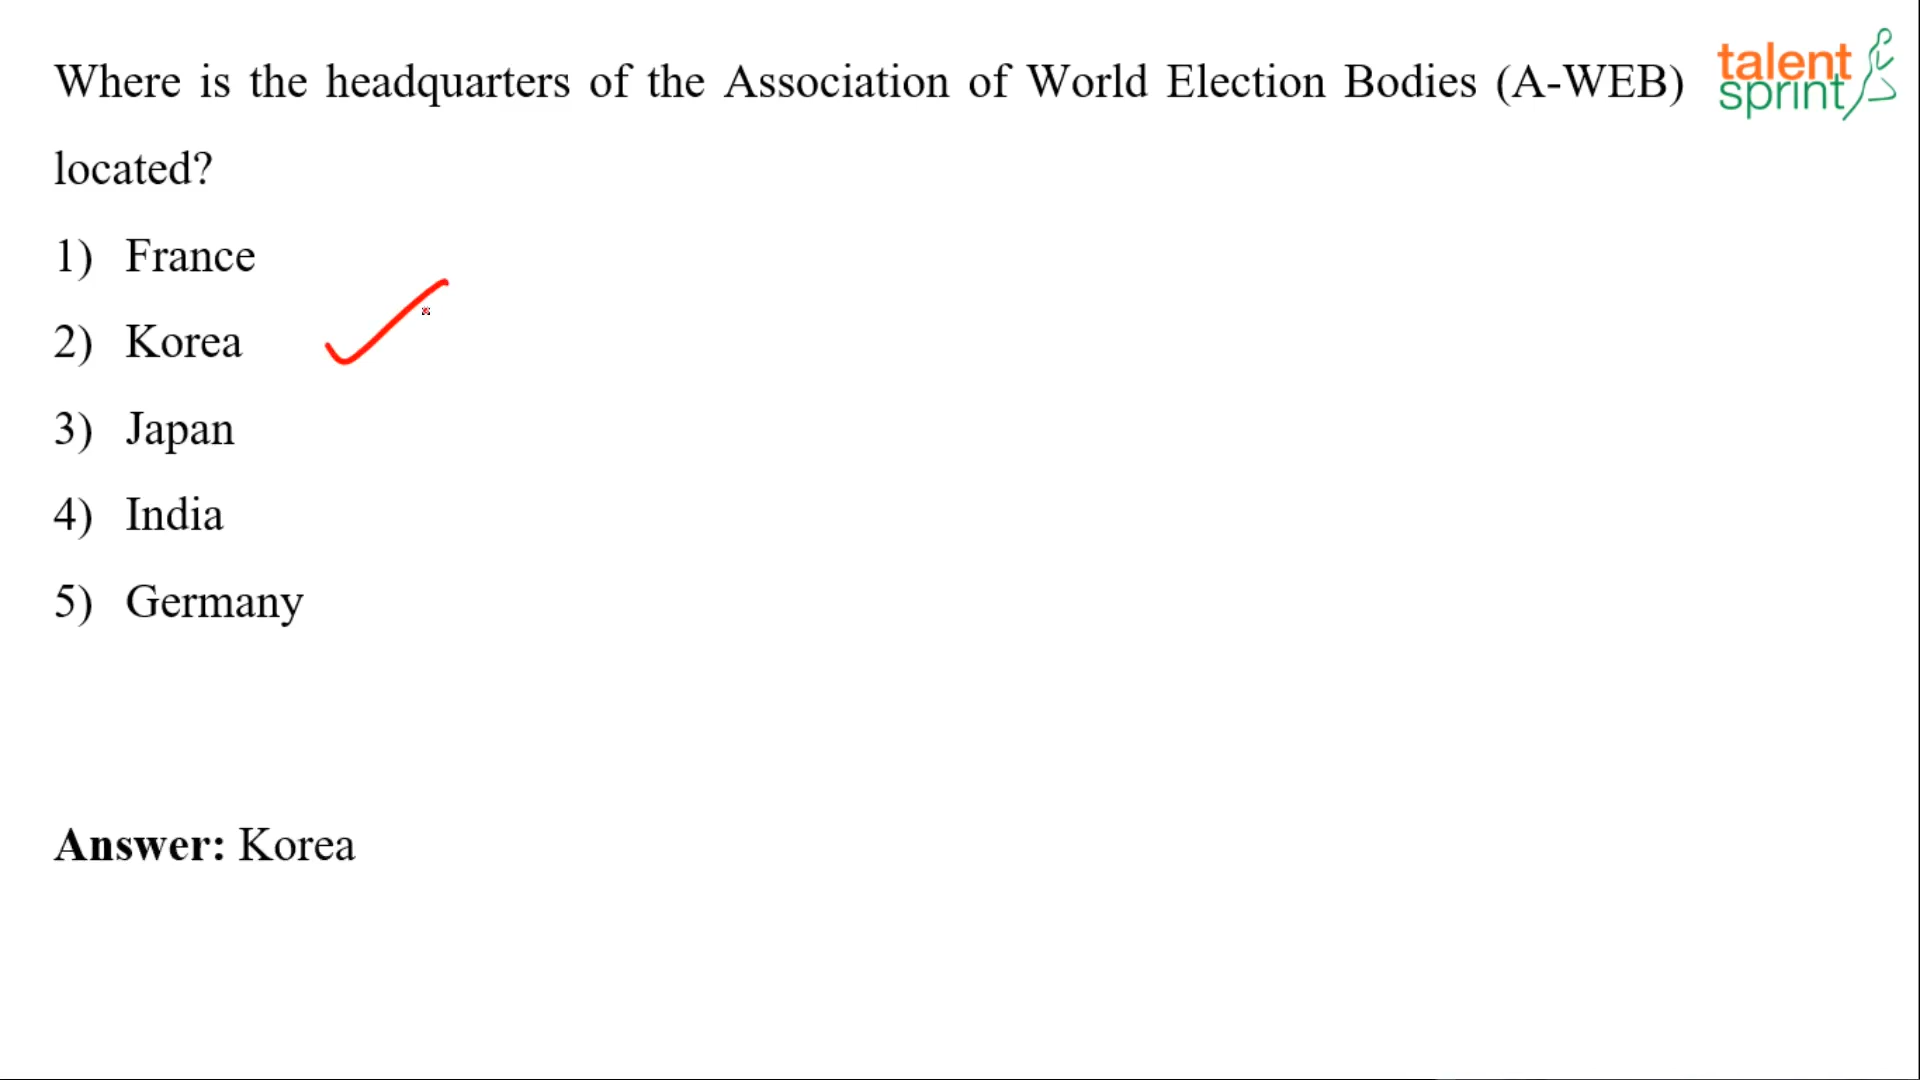 Where is the headquarters of the Association of World Election Bodies (A-WEB)
located?
talent
sprint
1) France
2) Korea
3) Japan
4) India
5) Germany
Answer: Korea